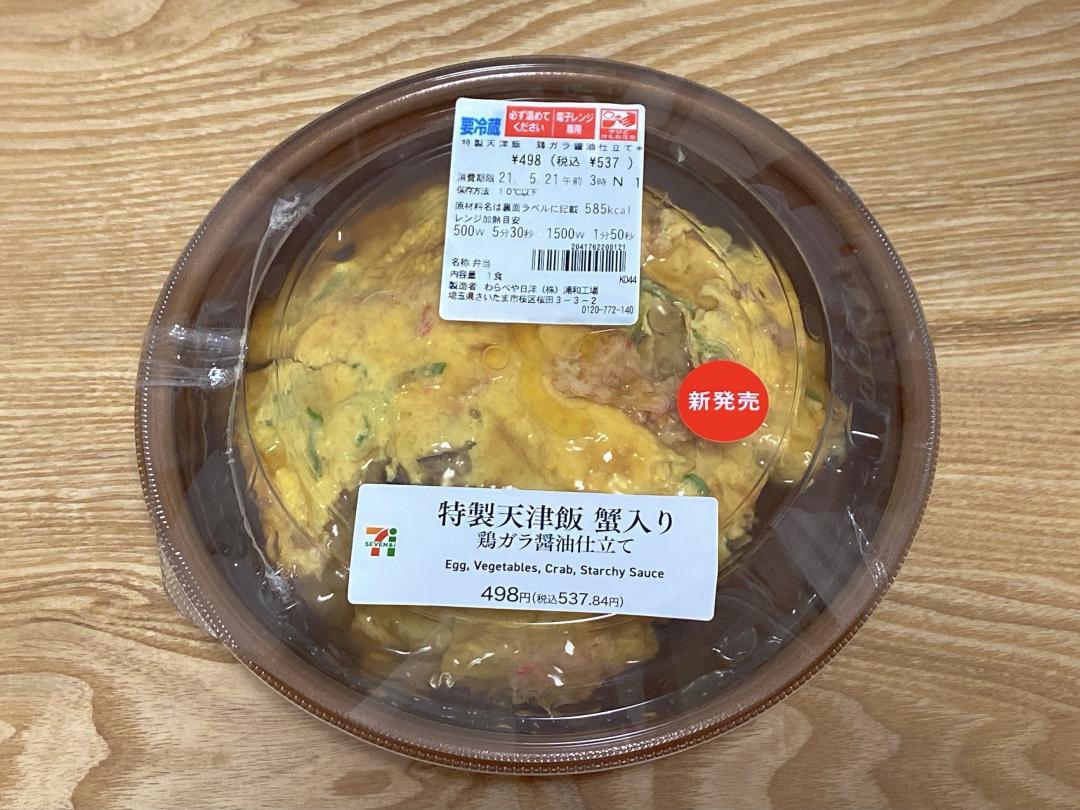 要冷蔵
必ず温めて
ください
電子レンジ
専用
やけど
特製天津飯 鶏ガラ醤油仕立て*
¥498 (税込 ¥537 )
消費期限 21. 5.21午前 3時 N 1
保存方法 10℃以下
原材料名は裏面ラベルに記載 585kcal
レンジ加熱目安
500W 5分30秒 1500W 1分50秒
2041762200121
名称 弁当
内容量 1食
K044
製造者 わらべや日洋(株)浦和工場
埼玉県さいたま市桜区桜田3-3-2
0120-772-140
新発売
特製天津飯 蟹入り
SEVEN&i
鶏ガラ醤油仕立て
Egg, Vegetables, Crab, Starchy Sauce
498円(税込537.84円)